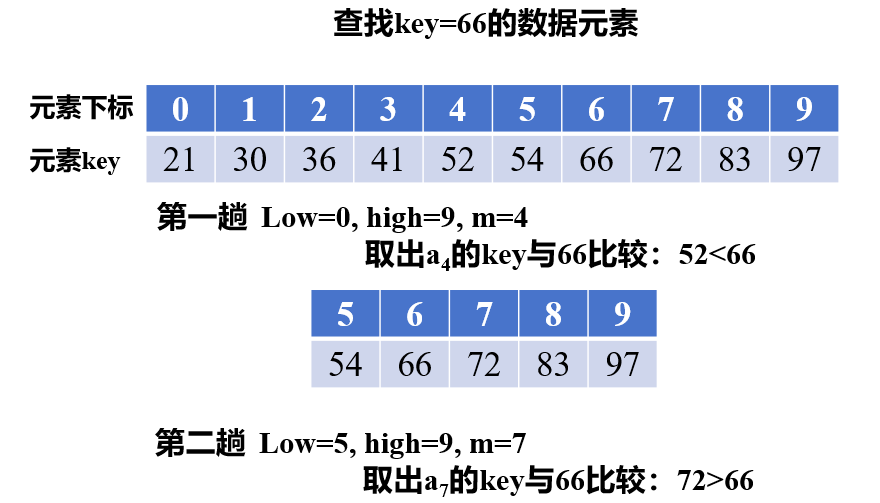 查找key=66的数据元素
元素下标 0 1 2 3 4 5 6 7 8 9
元素key 21 30 36 41 52 54 66 72 83 97
第一趟 Low=0, high=9, m=4
取出a4的key与66比较：52<66
5 6 7 8 9
54 66 72 83 97
第二趟 Low=5, high=9, m=7
取出a7的key与66比较：72>66